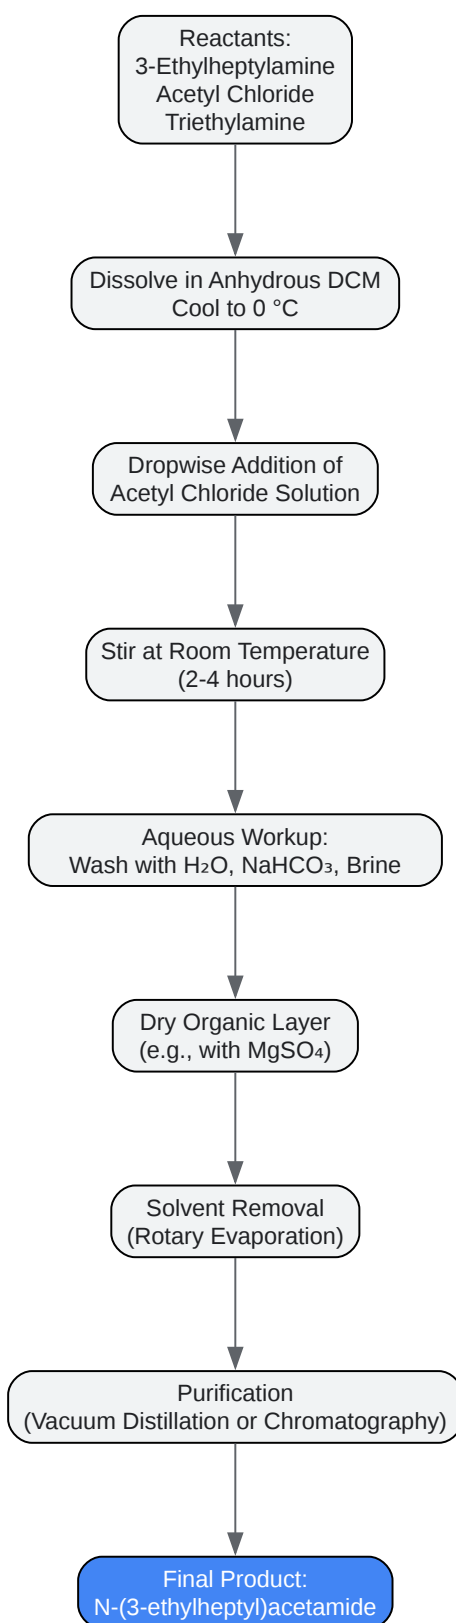 Reactants:
3-Ethylheptylamine
Acetyl Chloride
Triethylamine
Dissolve in Anhydrous DCM
Cool to 0 °C
Dropwise Addition of
Acetyl Chloride Solution
Stir at Room Temperature
(2-4 hours)
Aqueous Workup:
Wash with H₂O, NaHCO₃, Brine
Dry Organic Layer
(e.g., with MgSO₄)
Solvent Removal
(Rotary Evaporation)
Purification
(Vacuum Distillation or Chromatography)
Final Product:
N-(3-ethylheptyl)acetamide